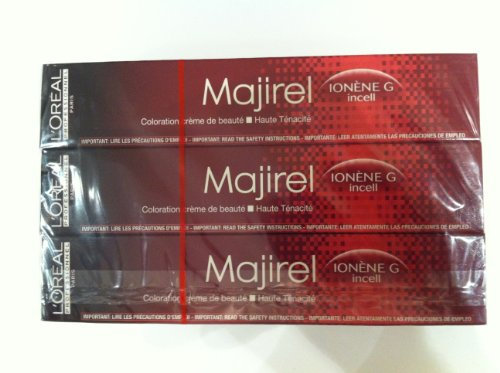 L'ORÉAL
PROFESSIONNEL
PARIS
Majirel
IONÈNE G
incell
Coloration crème de beauté ■ Haute Ténacité
IMPORTANT: LIRE LES PRÉCAUTIONS D'EMPLOI - IMPORTANT: READ THE SAFETY INSTRUCTIONS - IMPORTANTE: LEER ATENTAMENTE LAS PRECAUCIONES DE EMPLEO
L'ORÉAL
PROFESSIONNEL
Majirel
IONÈNE G
incell
Coloration crème de beauté ■ Haute Ténacité
IMPORTANT: LIRE LES PRÉCAUTIONS D'EMPLOI - IMPORTANT: READ THE SAFETY INSTRUCTIONS - IMPORTANTE: LEER ATENTAMENTE LAS PRECAUCIONES DE EMPLEO
L'ORÉAL
PROFESSIONNEL
PARIS
Majirel
IONÈNE G
incell
Coloration crème de beauté ■ Haute Ténacité
IMPORTANT: LIRE LES PRÉCAUTIONS D'EMPLOI - IMPORTANT: READ THE SAFETY INSTRUCTIONS - IMPORTANTE: LEER ATENTAMENTE LAS PRECAUCIONES DE EMPLEO